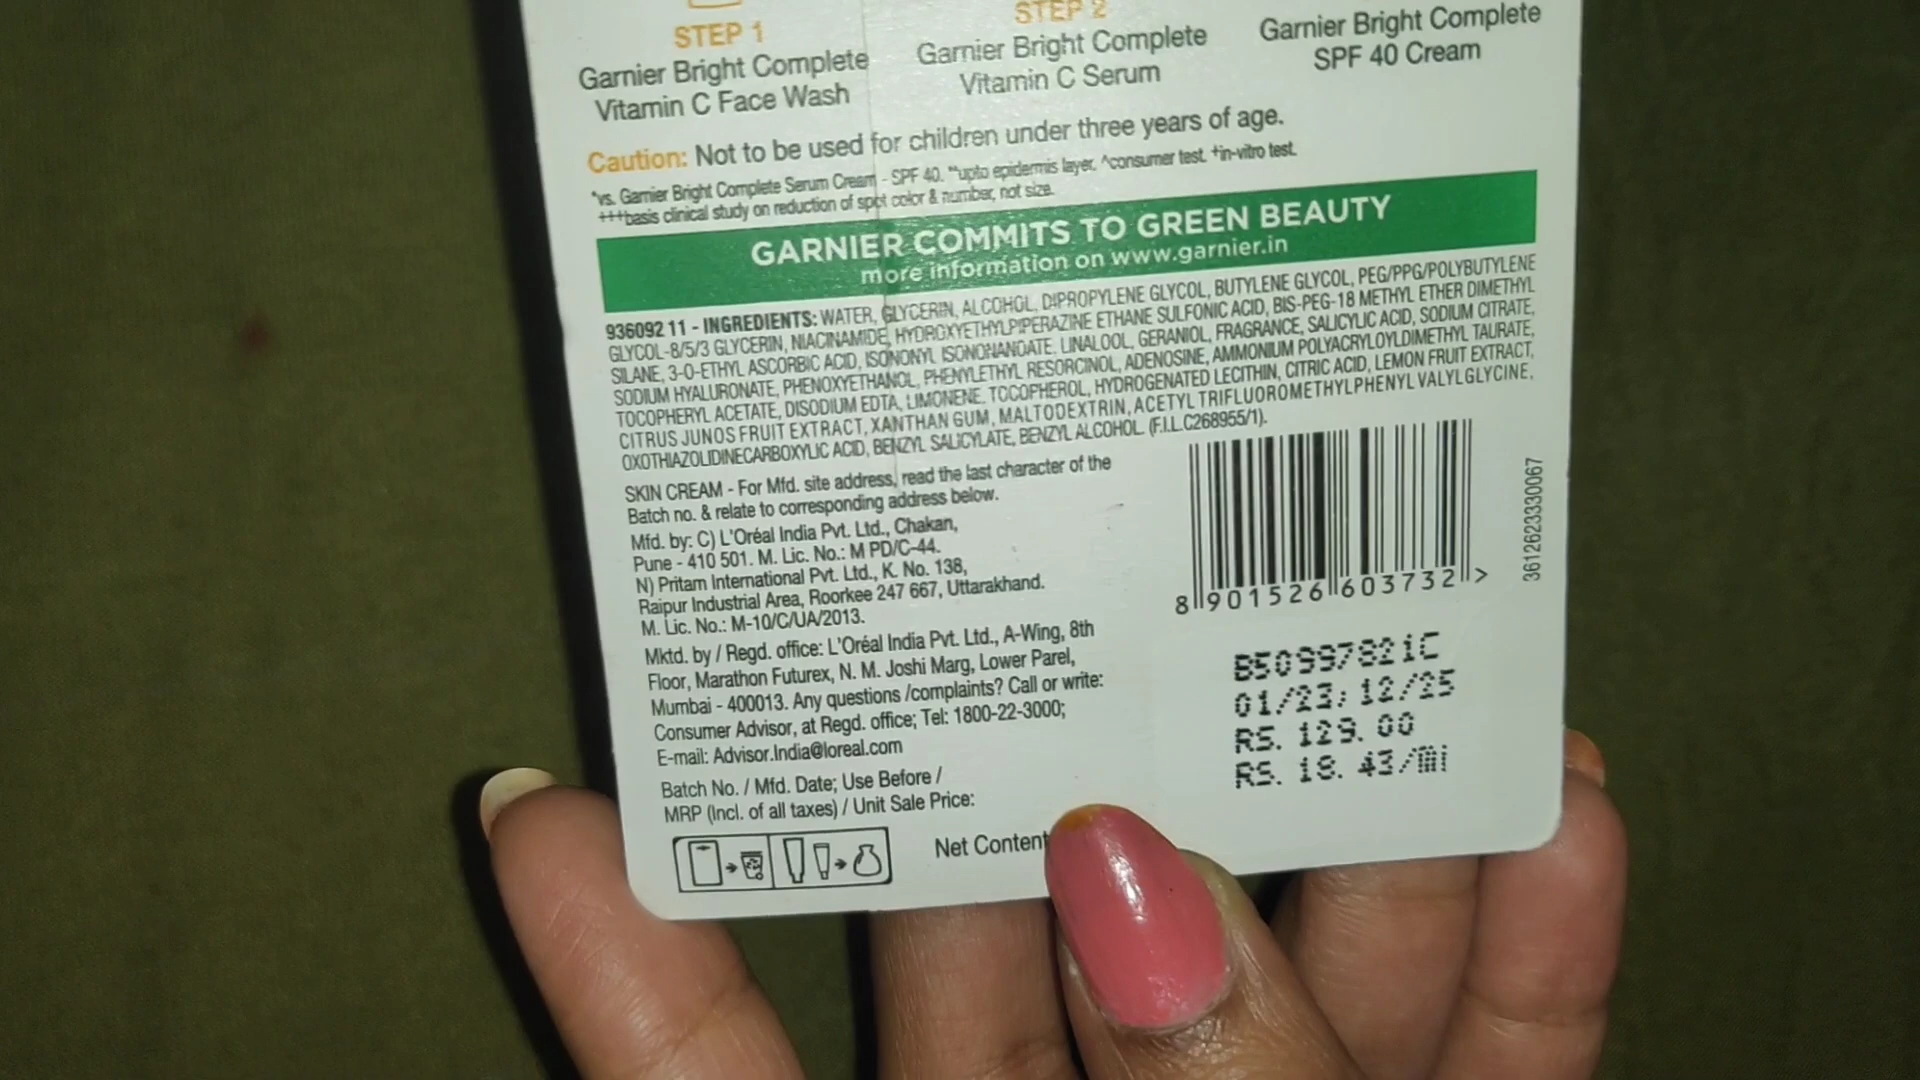 STEP 1
Garnier Bright Complete
Vitamin C Face Wash
STEP 2
Garnier Bright Complete
Vitamin C Serum
Garnier Bright Complete
SPF 40 Cream
Caution: Not to be used for children under three years of age.
*vs. Garnier Bright Complete Serum Cream - SPF 40. **upto epidermis layer. ^consumer test. +in-vitro test.
+++basis clinical study on reduction of spot color & number, not size.
GARNIER COMMITS TO GREEN BEAUTY
more information on www.garnier.in
936092 11 - INGREDIENTS: WATER, GLYCERIN, ALCOHOL, DIPROPYLENE GLYCOL, BUTYLENE GLYCOL, PEG/PPG/POLYBUTYLENE
GLYCOL-8/5/3 GLYCERIN, NIACINAMIDE, HYDROXYETHYLPIPERAZINE ETHANE SULFONIC ACID, BIS-PEG-18 METHYL ETHER DIMETHYL
SILANE, 3-O-ETHYL ASCORBIC ACID, ISONONYL ISONONANOATE, LINALOOL, GERANIOL, FRAGRANCE, SALICYLIC ACID, SODIUM CITRATE,
SODIUM HYALURONATE, PHENOXYETHANOL, PHENYLETHYL RESORCINOL, ADENOSINE, AMMONIUM POLYACRYLOYLDIMETHYL TAURATE,
TOCOPHERYL ACETATE, DISODIUM EDTA, LIMONENE, TOCOPHEROL, HYDROGENATED LECITHIN, CITRIC ACID, LEMON FRUIT EXTRACT,
CITRUS JUNOS FRUIT EXTRACT, XANTHAN GUM, MALTODEXTRIN, ACETYL TRIFLUOROMETHYLPHENYL VALYLGLYCINE,
OXOTHIAZOLIDINECARBOXYLIC ACID, BENZYL SALICYLATE, BENZYL ALCOHOL. (F.I.L.C268955/1).
SKIN CREAM - For Mfd. site address, read the last character of the
Batch no. & relate to corresponding address below.
Mfd. by: C) L'Oréal India Pvt. Ltd., Chakan,
Pune - 410 501. M. Lic. No.: M PD/C-44.
N) Pritam International Pvt. Ltd., K. No. 138,
Raipur Industrial Area, Roorkee 247 667, Uttarakhand.
M. Lic. No.: M-10/C/UA/2013.
Mktd. by / Regd. office: L'Oréal India Pvt. Ltd., A-Wing, 8th
Floor, Marathon Futurex, N. M. Joshi Marg, Lower Parel,
Mumbai - 400013. Any questions /complaints? Call or write:
Consumer Advisor, at Regd. office; Tel: 1800-22-3000;
E-mail: Advisor.India@loreal.com
Batch No. / Mfd. Date; Use Before /
MRP (Incl. of all taxes) / Unit Sale Price:
Net Content
8 901526 603732 >
3612623330067
B50997821C
01/23; 12/25
RS. 129.00
RS. 18.43/ml